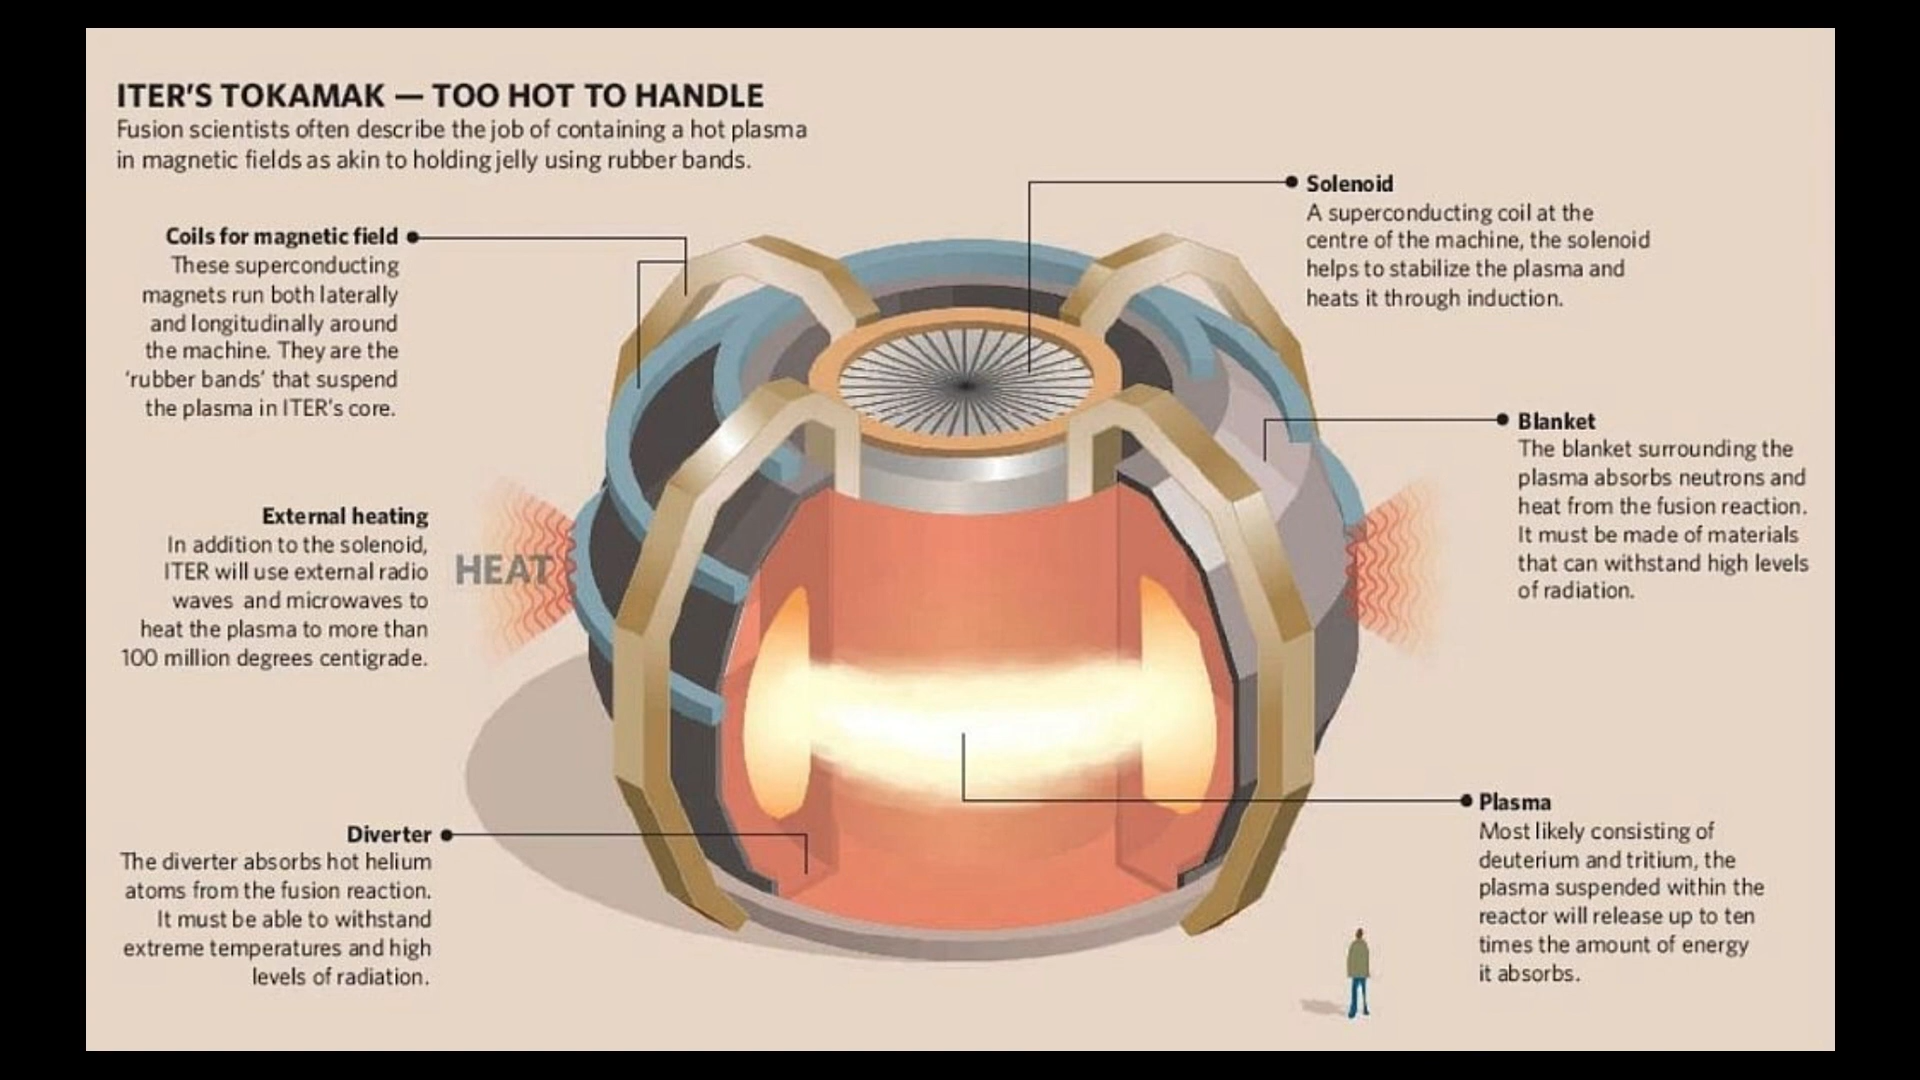 ITER'S TOKAMAK — TOO HOT TO HANDLE
Fusion scientists often describe the job of containing a hot plasma
in magnetic fields as akin to holding jelly using rubber bands.
Coils for magnetic field
These superconducting
magnets run both laterally
and longitudinally around
the machine. They are the
'rubber bands' that suspend
the plasma in ITER's core.
External heating
In addition to the solenoid,
ITER will use external radio
waves and microwaves to
heat the plasma to more than
100 million degrees centigrade.
HEAT
Diverter
The diverter absorbs hot helium
atoms from the fusion reaction.
It must be able to withstand
extreme temperatures and high
levels of radiation.
Solenoid
A superconducting coil at the
centre of the machine, the solenoid
helps to stabilize the plasma and
heats it through induction.
Blanket
The blanket surrounding the
plasma absorbs neutrons and
heat from the fusion reaction.
It must be made of materials
that can withstand high levels
of radiation.
Plasma
Most likely consisting of
deuterium and tritium, the
plasma suspended within the
reactor will release up to ten
times the amount of energy
it absorbs.